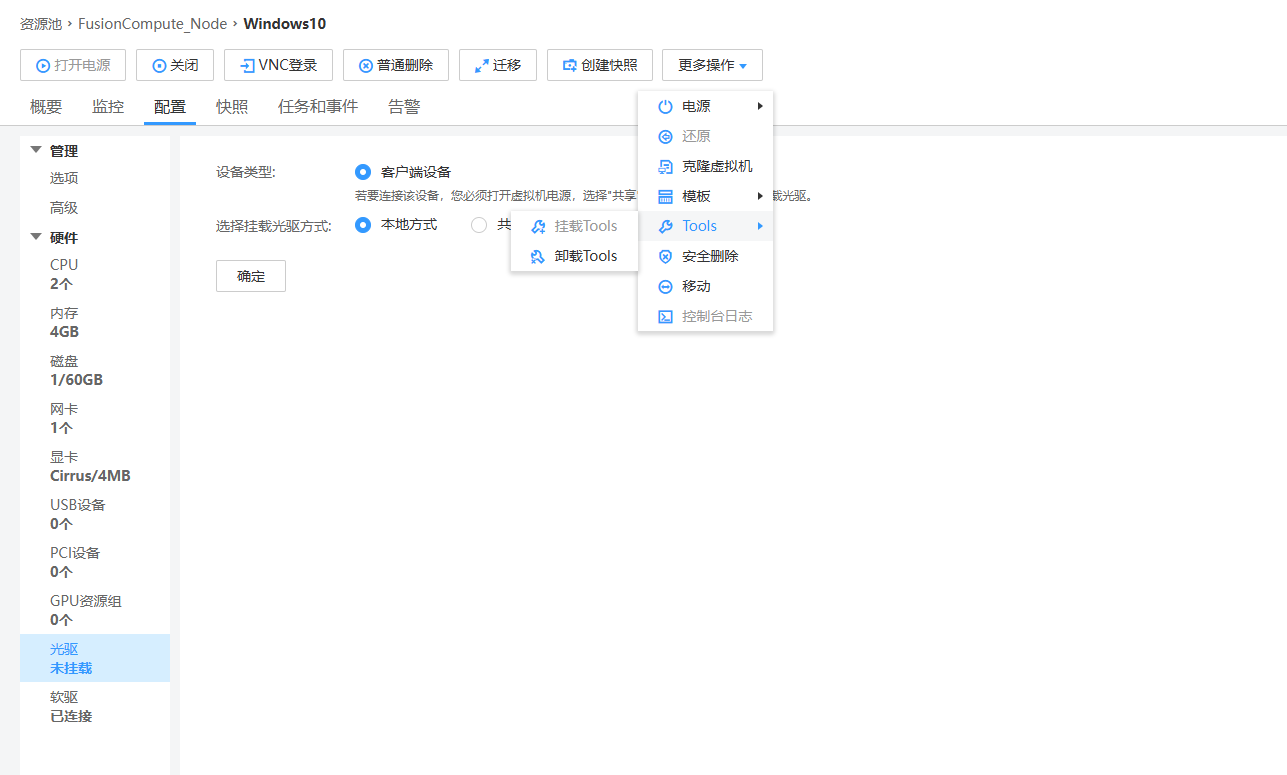 资源池 › FusionCompute_Node › Windows10
打开电源 关闭 VNC登录 普通删除 迁移 创建快照 更多操作
概要 监控 配置 快照 任务和事件 告警
管理
选项
高级
硬件
CPU
2个
内存
4GB
磁盘
1/60GB
网卡
1个
显卡
Cirrus/4MB
USB设备
0个
PCI设备
0个
GPU资源组
0个
光驱
未挂载
软驱
已连接
设备类型: 客户端设备
若要连接该设备，您必须打开虚拟机电源，选择"共享 载光驱。
选择挂载光驱方式: 本地方式 共
确定
电源
还原
克隆虚拟机
模板
Tools
安全删除
移动
控制台日志
挂载Tools
卸载Tools